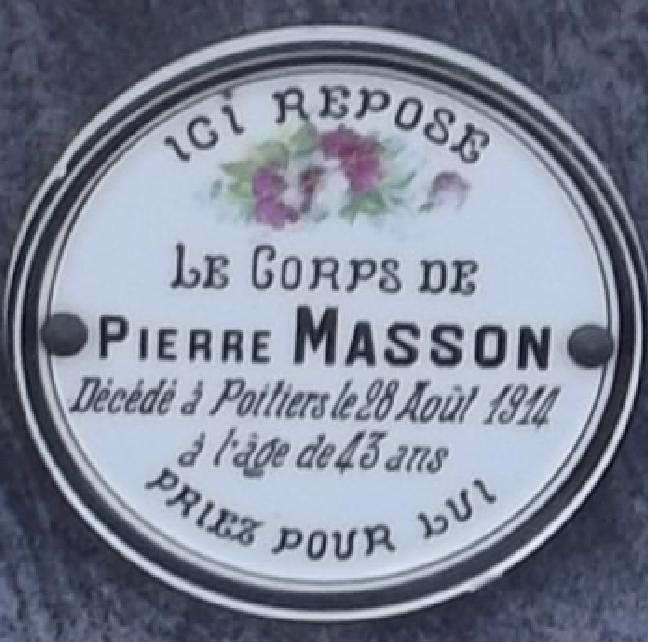 ICI REPOSE
LE CORPS DE
PIERRE MASSON
Décédé à Poitiers le 28 Août 1914
à l'âge de 43 ans
PRIEZ POUR LUI